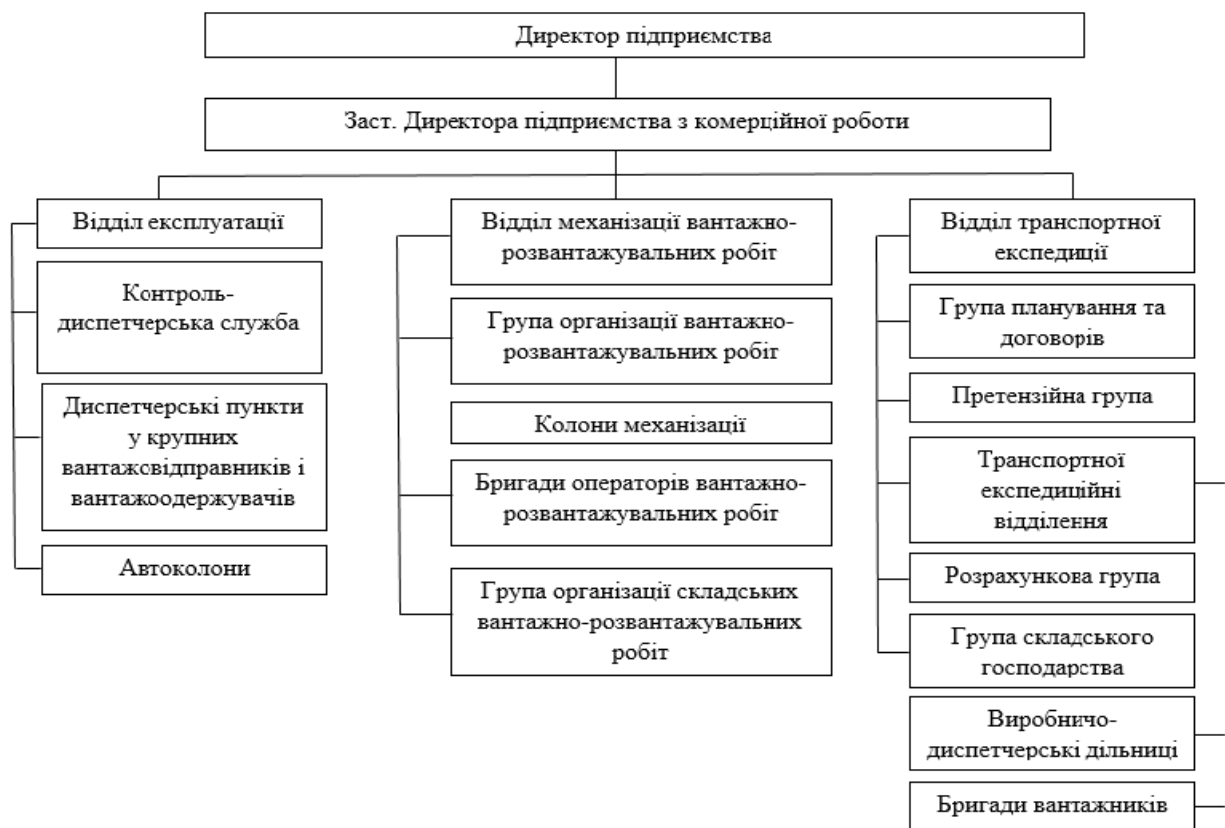 Директор підприємства
Заст. Директора підприємства з комерційної роботи
Відділ експлуатації
Контроль-
диспетчерська служба
Диспетчерські пункти
у крупних
вантажовідправників і
вантажоодержувачів
Автоколони
Відділ механізації вантажно-
розвантажувальних робіт
Група організації вантажно-
розвантажувальних робіт
Колони механізації
Бригади операторів вантажно-
розвантажувальних робіт
Група організації складських
вантажно-розвантажувальних
робіт
Відділ транспортної
експедиції
Група планування та
договорів
Претензійна група
Транспортної
експедиційні
відділення
Розрахункова група
Група складського
господарства
Виробничо-
диспетчерські дільниці
Бригади вантажників